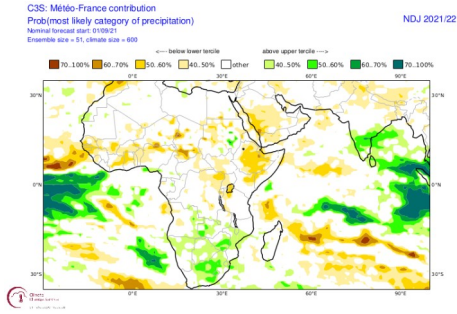 C3S: Météo-France contribution
Prob(most likely category of precipitation)
NDJ 2021/22
Nominal forecast start: 01/09/21
Ensemble size = 51, climate size = 600
<---- below lower tercile
above upper tercile ---->
70..100%
60..70%
50..60%
40..50%
other
40..50%
50..60%
60..70%
70..100%
0°E
30°E
60°E
90°E
30°N
30°N
0°N
0°N
30°S
30°S
0°E
30°E
60°E
90°E